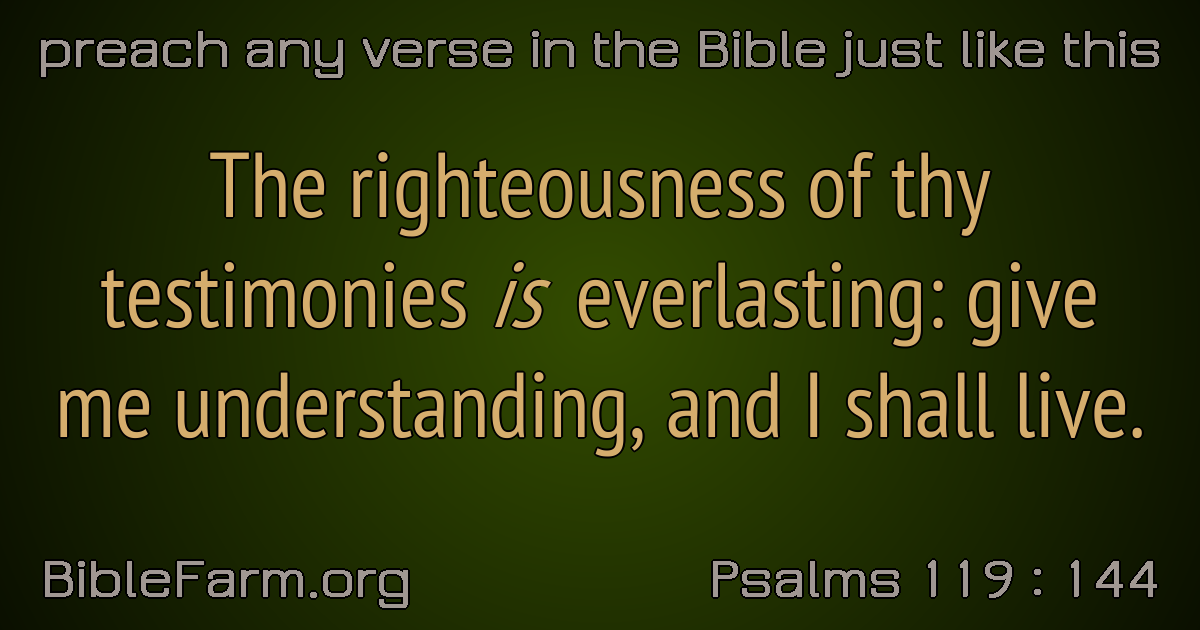 preach any verse in the Bible just like this
The righteousness of thy
testimonies is everlasting: give
me understanding, and I shall live.
BibleFarm.org
Psalms 119 : 144